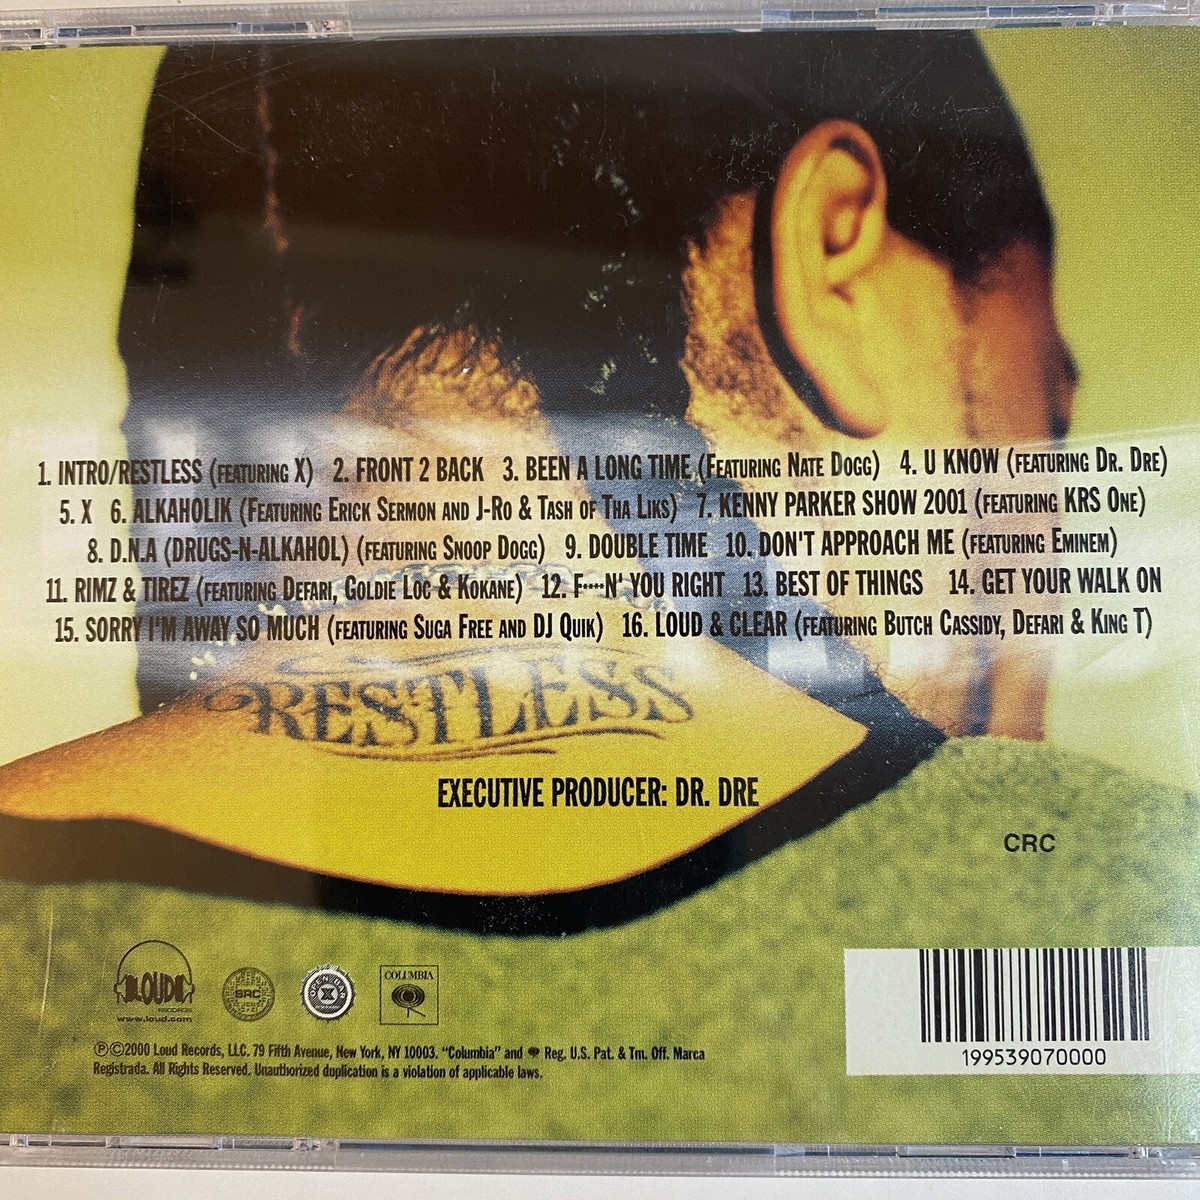 1. INTRO/RESTLESS (FEATURING X) 2. FRONT 2 BACK 3. BEEN A LONG TIME (FEATURING NATE DOGG) 4. U KNOW (FEATURING DR. DRE)
5. X 6. ALKAHOLIK (FEATURING ERICK SERMON AND J-RO & TASH OF THA LIKS) 7. KENNY PARKER SHOW 2001 (FEATURING KRS ONE)
8. D.N.A (DRUGS-N-ALKAHOL) (FEATURING SNOOP DOGG) 9. DOUBLE TIME 10. DON'T APPROACH ME (FEATURING EMINEM)
11. RIMZ & TIREZ (FEATURING DEFARI, GOLDIE LOC & KOKANE) 12. F····N' YOU RIGHT 13. BEST OF THINGS 14. GET YOUR WALK ON
15. SORRY I'M AWAY SO MUCH (FEATURING SUGA FREE AND DJ QUIK) 16. LOUD & CLEAR (FEATURING BUTCH CASSIDY, DEFARI & KING T)
RESTLESS
EXECUTIVE PRODUCER: DR. DRE
CRC
LOUD
RECORDS
www.loud.com
SRC
OPEN BAR
X
COLUMBIA
℗©2000 Loud Records, LLC. 79 Fifth Avenue, New York, NY 10003. "Columbia" and Reg. U.S. Pat. & Tm. Off. Marca
Registrada. All Rights Reserved. Unauthorized duplication is a violation of applicable laws.
199539070000